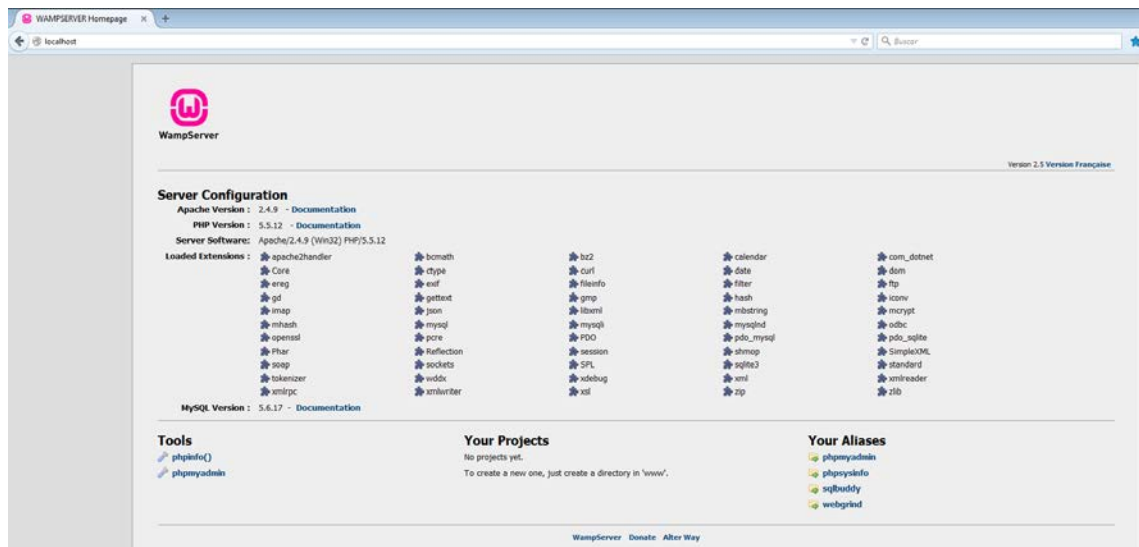 WAMPSERVER Homepage
localhost
Buscar
WampServer
Version 2.5 Version Française
Server Configuration
Apache Version : 2.4.9 - Documentation
PHP Version : 5.5.12 - Documentation
Server Software: Apache/2.4.9 (Win32) PHP/5.5.12
Loaded Extensions : apache2handler bcmath bz2 calendar com_dotnet
Core ctype curl date dom
ereg exif fileinfo filter ftp
gd gettext gmp hash iconv
imap json libxml mbstring mcrypt
mhash mysql mysqli mysqlnd odbc
openssl pcre PDO pdo_mysql pdo_sqlite
Phar Reflection session shmop SimpleXML
soap sockets SPL sqlite3 standard
tokenizer wddx xdebug xml xmlreader
xmlrpc xmlwriter xsl zip zlib
MySQL Version : 5.6.17 - Documentation
Tools Your Projects Your Aliases
phpinfo() No projects yet. phpmyadmin
phpmyadmin To create a new one, just create a directory in 'www'. phpsysinfo
sqlbuddy
webgrind
WampServer Donate Alter Way